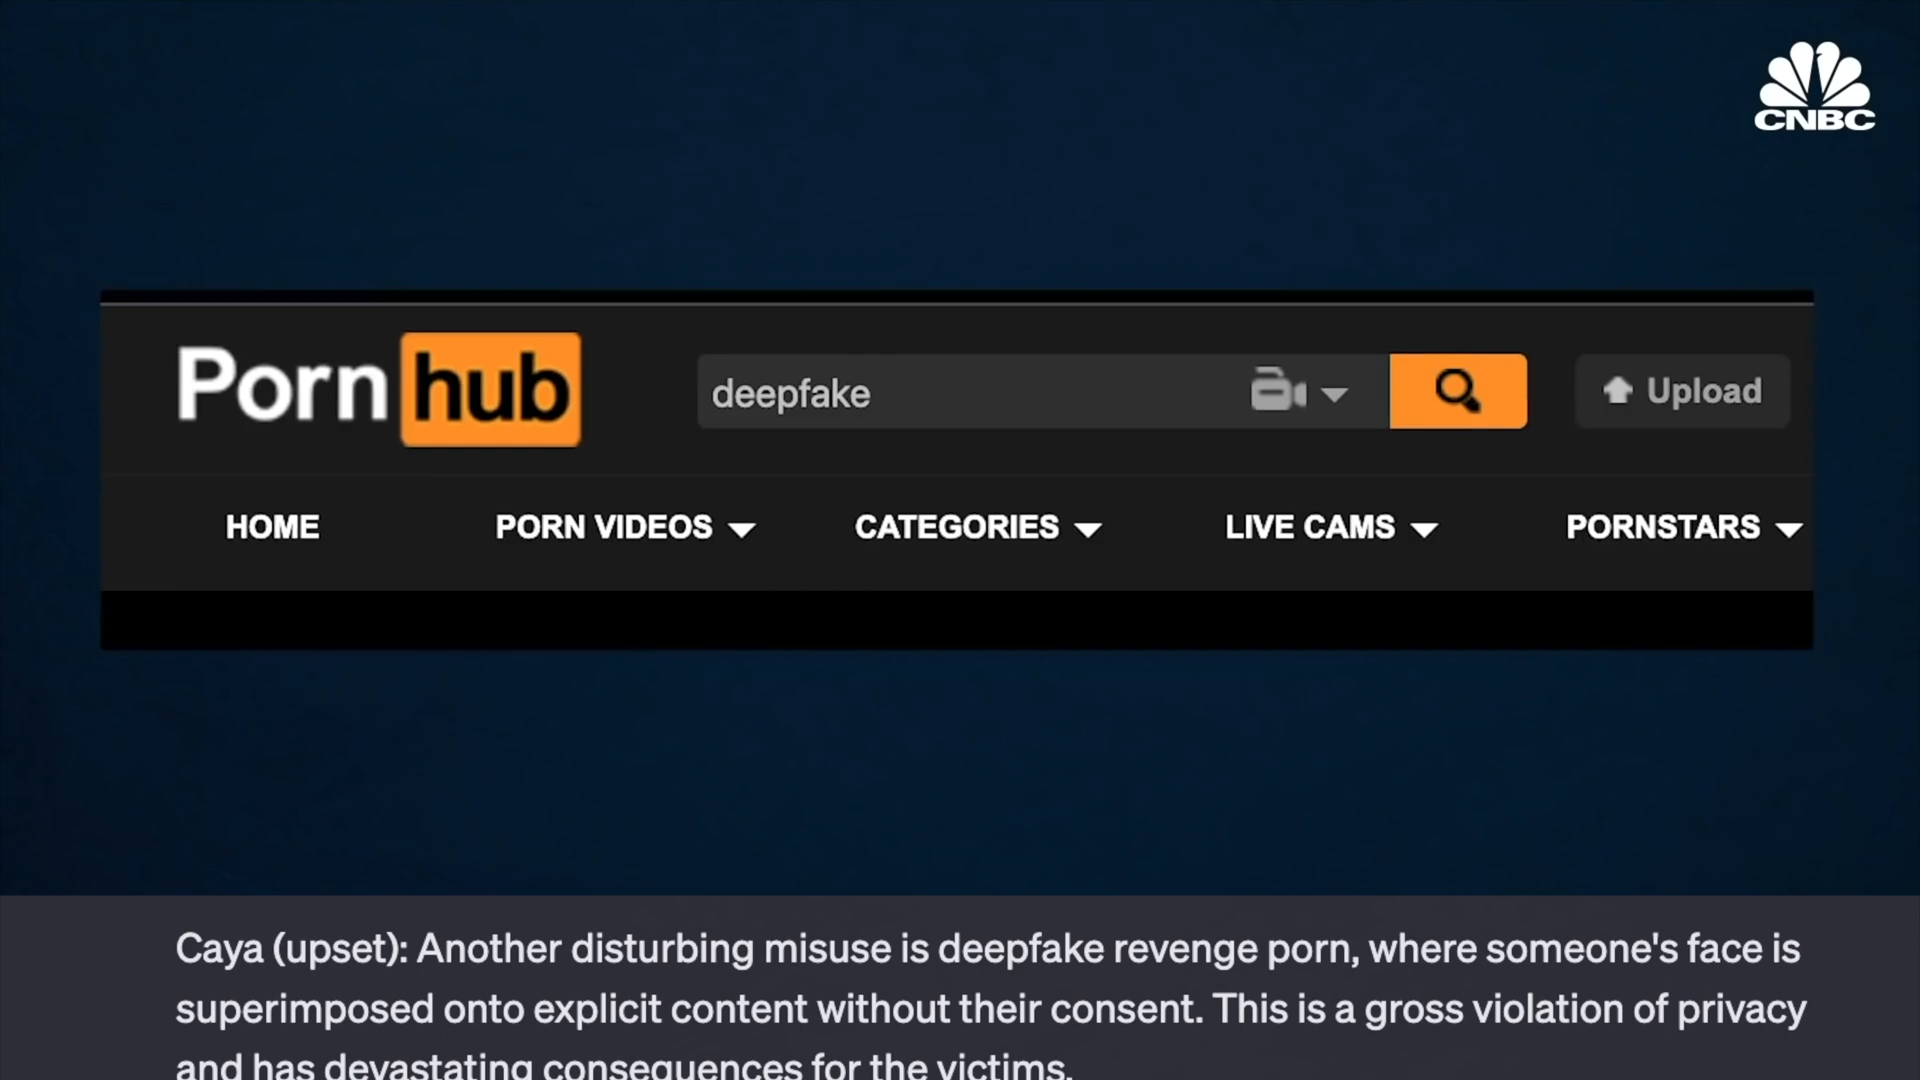 CNBC
Porn hub
deepfake
Upload
HOME PORN VIDEOS CATEGORIES LIVE CAMS PORNSTARS
Caya (upset): Another disturbing misuse is deepfake revenge porn, where someone's face is
superimposed onto explicit content without their consent. This is a gross violation of privacy
and has devastating consequences for the victims.